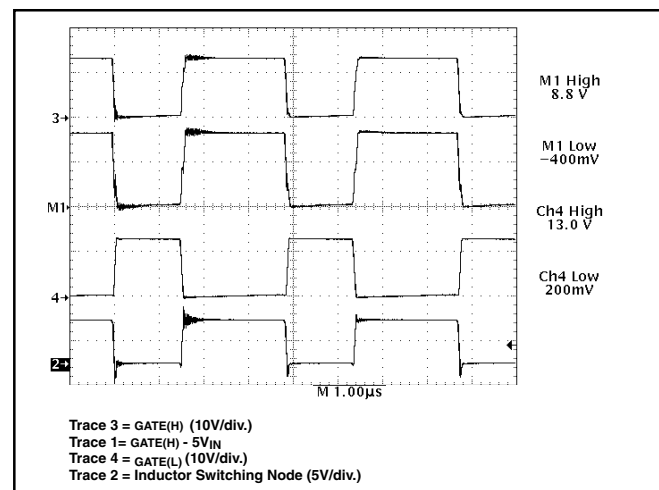 M1 High
8.8 V
3→
M1 Low
−400mV
M1→
Ch4 High
13.0 V
Ch4 Low
200mV
4→
2→
M 1.00µs
Trace 3 = GATE(H) (10V/div.)
Trace 1= GATE(H) - 5VIN
Trace 4 = GATE(L) (10V/div.)
Trace 2 = Inductor Switching Node (5V/div.)